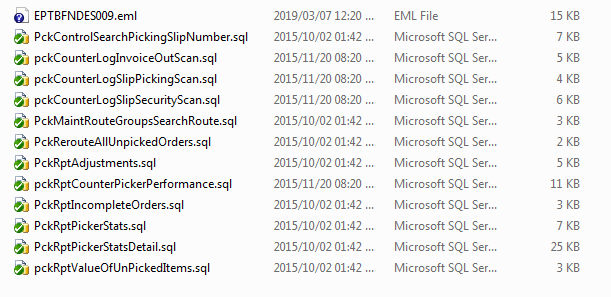 EPTBFNDES009.eml 2019/03/07 12:20 ... EML File 15 KB
PckControlSearchPickingSlipNumber.sql 2015/10/02 01:42 ... Microsoft SQL Ser... 7 KB
pckCounterLogInvoiceOutScan.sql 2015/11/20 08:20 ... Microsoft SQL Ser... 5 KB
pckCounterLogSlipPickingScan.sql 2015/11/20 08:20 ... Microsoft SQL Ser... 4 KB
pckCounterLogSlipSecurityScan.sql 2015/11/20 08:20 ... Microsoft SQL Ser... 6 KB
PckMaintRouteGroupsSearchRoute.sql 2015/10/02 01:42 ... Microsoft SQL Ser... 3 KB
PckRerouteAllUnpickedOrders.sql 2015/10/02 01:42 ... Microsoft SQL Ser... 2 KB
PckRptAdjustments.sql 2015/10/02 01:42 ... Microsoft SQL Ser... 5 KB
pckRptCounterPickerPerformance.sql 2015/11/20 08:20 ... Microsoft SQL Ser... 11 KB
PckRptIncompleteOrders.sql 2015/10/02 01:42 ... Microsoft SQL Ser... 3 KB
PckRptPickerStats.sql 2015/10/02 01:42 ... Microsoft SQL Ser... 7 KB
PckRptPickerStatsDetail.sql 2015/10/02 01:42 ... Microsoft SQL Ser... 25 KB
pckRptValueOfUnPickedItems.sql 2015/10/02 01:42 ... Microsoft SQL Ser... 3 KB